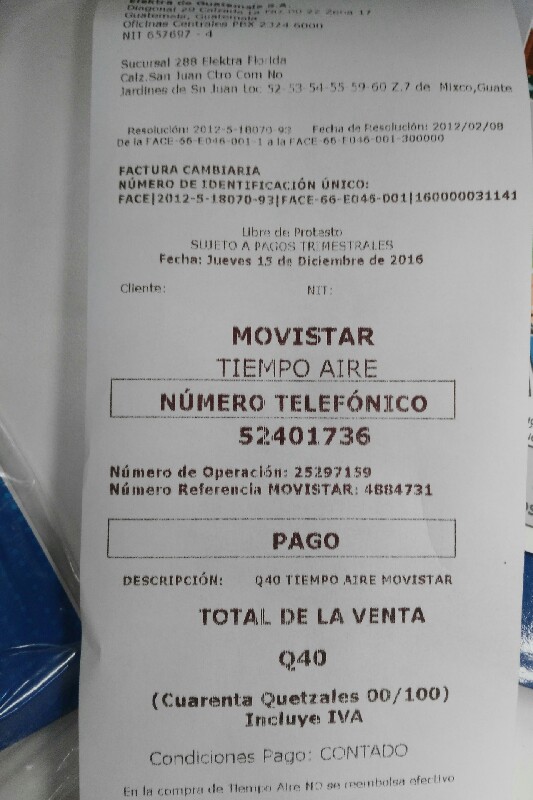 Elektra de Guatemala S.A.
Guatemala, Guatemala
Oficinas Centrales PBX 2324 6000
NIT 657697 - 4
Sucursal 288 Elektra Florida
Calz.San Juan Ctro Com No
Jardines de Sn Juan Loc 52-53-54-55-59-60 Z.7 de Mixco,Guate
Resolución: 2012-5-18070-93 Fecha de Resolución: 2012/02/08
De la FACE-66-E046-001-1 a la FACE-66-E046-001-300000
FACTURA CAMBIARIA
NÚMERO DE IDENTIFICACIÓN ÚNICO:
FACE|2012-5-18070-93|FACE-66-E046-001|160000031141
Libre de Protasto
SUJETO A PAGOS TRIMESTRALES
Fecha: Jueves 15 de Diciembre de 2016
Cliente: NIT:
MOVISTAR
TIEMPO AIRE
NÚMERO TELEFÓNICO
52401736
Número de Operación: 25297159
Número Referencia MOVISTAR: 4884731
PAGO
DESCRIPCIÓN: Q40 TIEMPO AIRE MOVISTAR
TOTAL DE LA VENTA
Q40
(Cuarenta Quetzales 00/100)
Incluye IVA
Condiciones Pago: CONTADO
En la compra de Tiempo Aire NO se reembolsa efectivo